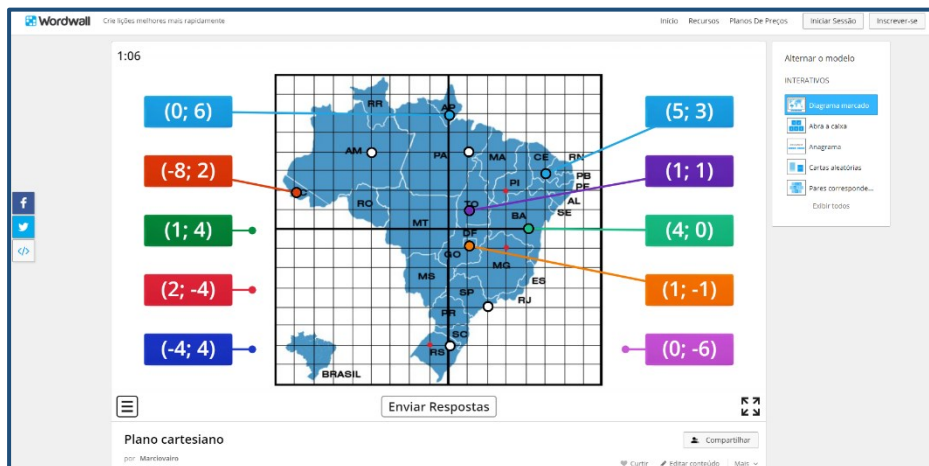 Wordwall Crie lições melhores mais rapidamente Início Recursos Planos De Preços Iniciar Sessão Inscrever-se
1:06
Alternar o modelo
INTERATIVOS
Diagrama marcado
Abra a caixa
Anagrama
Cartas aleatórias
Pares corresponde...
Exibir todos
(0; 6)
(-8; 2)
(1; 4)
(2; -4)
(-4; 4)
(5; 3)
(1; 1)
(4; 0)
(1; -1)
(0; -6)
RR AP
AM PA MA CE RN
PB
PI PE
RO TO AL
MT BA SE
DF
GO
MS MG
ES
SP RJ
PR
SC
RS
BRASIL
Enviar Respostas
Plano cartesiano
Compartilhar
por Marciovairo
Curtir Editar conteúdo Mais